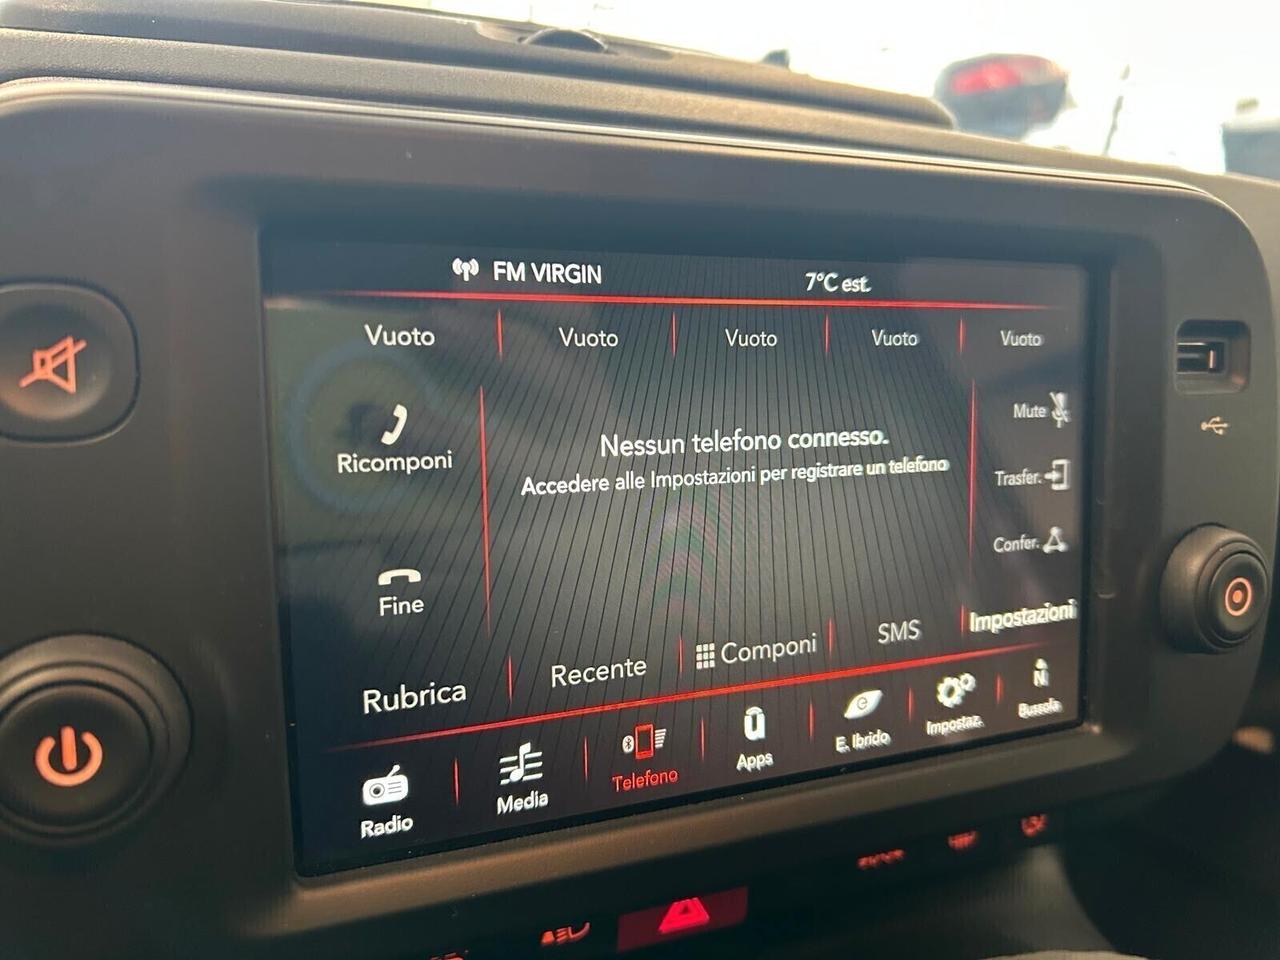 FM VIRGIN
7°C est.
Vuoto
Vuoto
Vuoto
Vuoto
Vuoto
Ricomponi
Nessun telefono connesso.
Accedere alle Impostazioni per registrare un telefono
Mute
Trasfer.
Confer.
Fine
Rubrica
Recente
Componi
SMS
Impostazioni
Radio
Media
Telefono
Apps
E. Ibrido
Impostaz.
N
Bussola